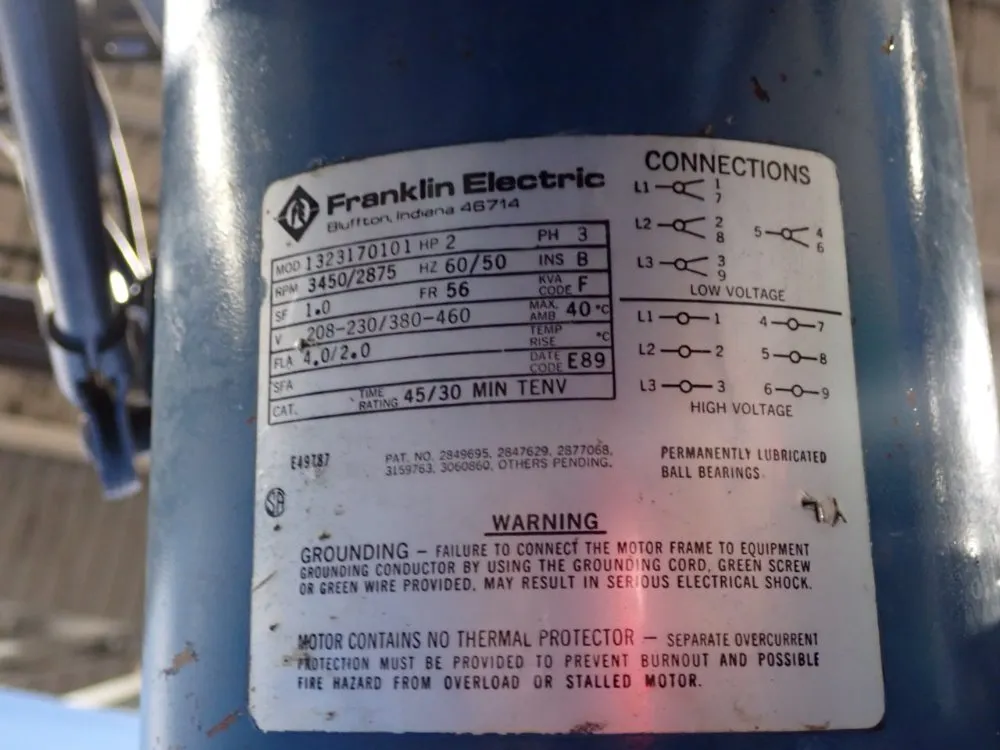 Franklin Electric
Bluffton, Indiana 46714
MOD 1323170101 HP 2 PH 3
RPM 3450/2875 HZ 60/50 INS B
SF 1.0 FR 56 KVA CODE F
V 208-230/380-460 MAX. AMB 40 °C
FLA 4.0/2.0 TEMP RISE °C
SFA DATE CODE E89
CAT. TIME RATING 45/30 MIN TENV
E49787
PAT. NO. 2849695, 2847629, 2877068,
3159763, 3060860, OTHERS PENDING.
SA
CONNECTIONS
L1 1
7
L2 2
8
5 4
6
L3 3
9
LOW VOLTAGE
L1 1 4 7
L2 2 5 8
L3 3 6 9
HIGH VOLTAGE
PERMANENTLY LUBRICATED
BALL BEARINGS
WARNING
GROUNDING — FAILURE TO CONNECT THE MOTOR FRAME TO EQUIPMENT
GROUNDING CONDUCTOR BY USING THE GROUNDING CORD, GREEN SCREW
OR GREEN WIRE PROVIDED, MAY RESULT IN SERIOUS ELECTRICAL SHOCK.
MOTOR CONTAINS NO THERMAL PROTECTOR — SEPARATE OVERCURRENT
PROTECTION MUST BE PROVIDED TO PREVENT BURNOUT AND POSSIBLE
FIRE HAZARD FROM OVERLOAD OR STALLED MOTOR.